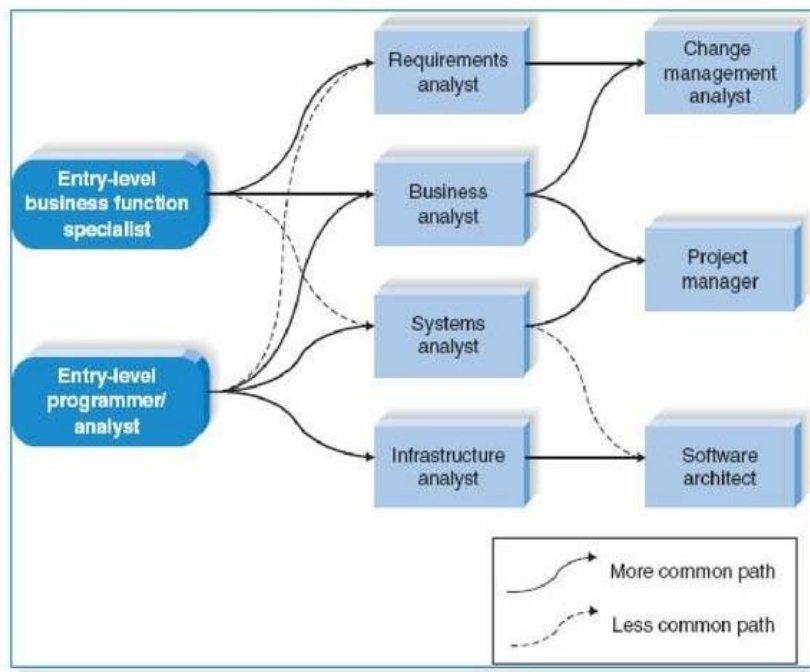 Requirements
analyst
Change
management
analyst
Entry-level
business function
specialist
Business
analyst
Project
manager
Systems
analyst
Entry-level
programmer/
analyst
Infrastructure
analyst
Software
architect
More common path
Less common path